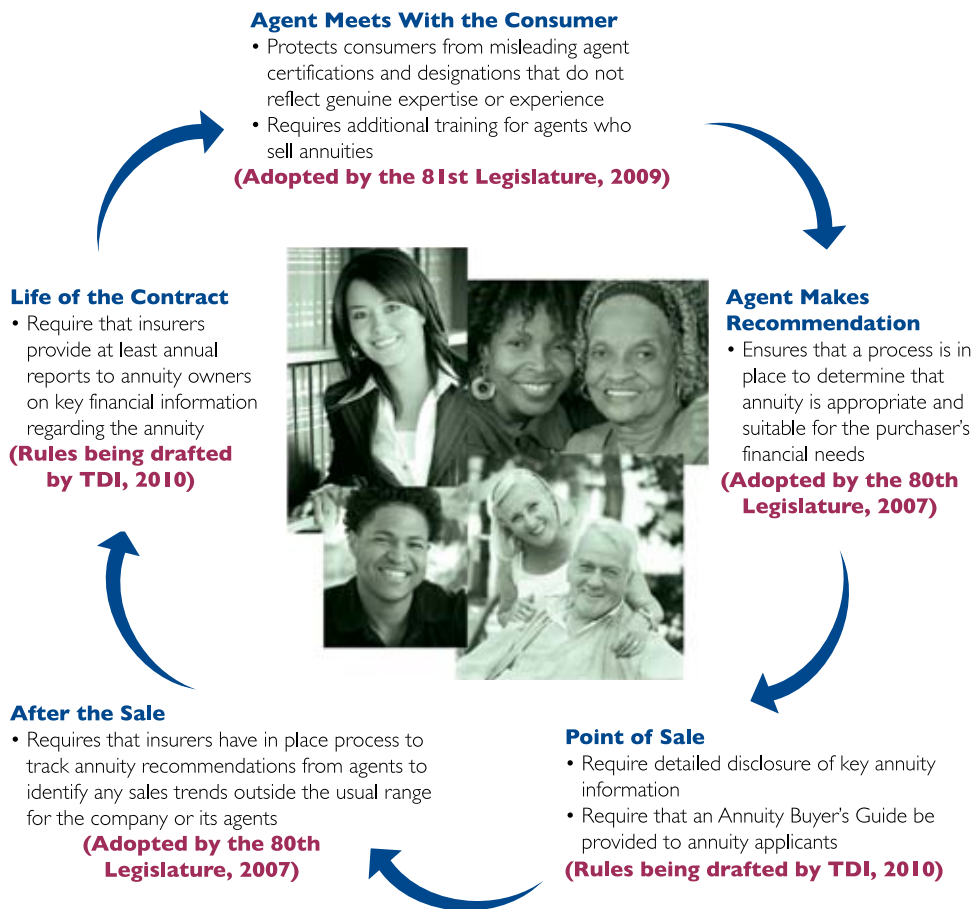 Agent Meets With the Consumer
• Protects consumers from misleading agent
certifications and designations that do not
reflect genuine expertise or experience
• Requires additional training for agents who
sell annuities
(Adopted by the 81st Legislature, 2009)
Agent Makes
Recommendation
• Ensures that a process is in
place to determine that
annuity is appropriate and
suitable for the purchaser’s
financial needs
(Adopted by the 80th
Legislature, 2007)
Point of Sale
• Require detailed disclosure of key annuity
information
• Require that an Annuity Buyer’s Guide be
provided to annuity applicants
(Rules being drafted by TDI, 2010)
After the Sale
• Requires that insurers have in place process to
track annuity recommendations from agents to
identify any sales trends outside the usual range
for the company or its agents
(Adopted by the 80th
Legislature, 2007)
Life of the Contract
• Require that insurers
provide at least annual
reports to annuity owners
on key financial information
regarding the annuity
(Rules being drafted
by TDI, 2010)